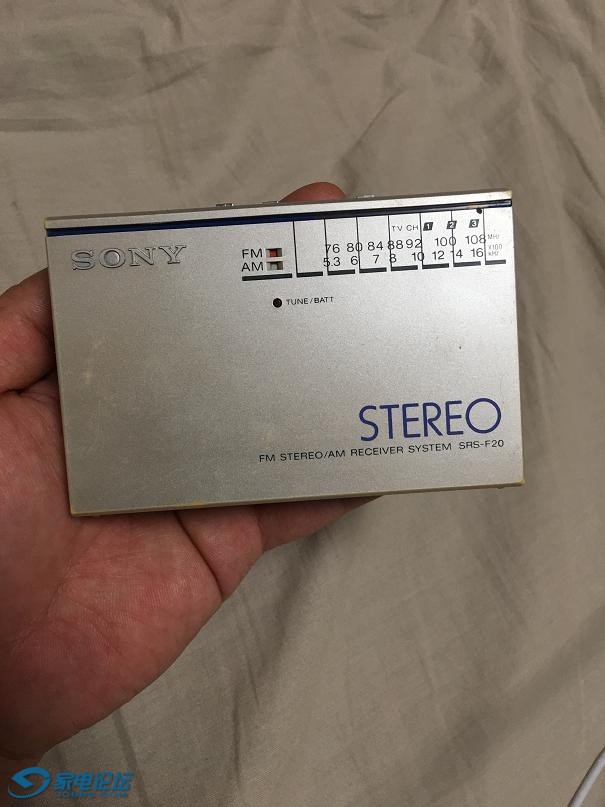 SONY
TV CH 1 2 3
FM 76 80 84 88 92 100 108 MHz
AM 5.3 6 7 8 10 12 14 16 X100 kHz
TUNE/BATT
STEREO
FM STEREO/AM RECEIVER SYSTEM SRS-F20
家电论坛